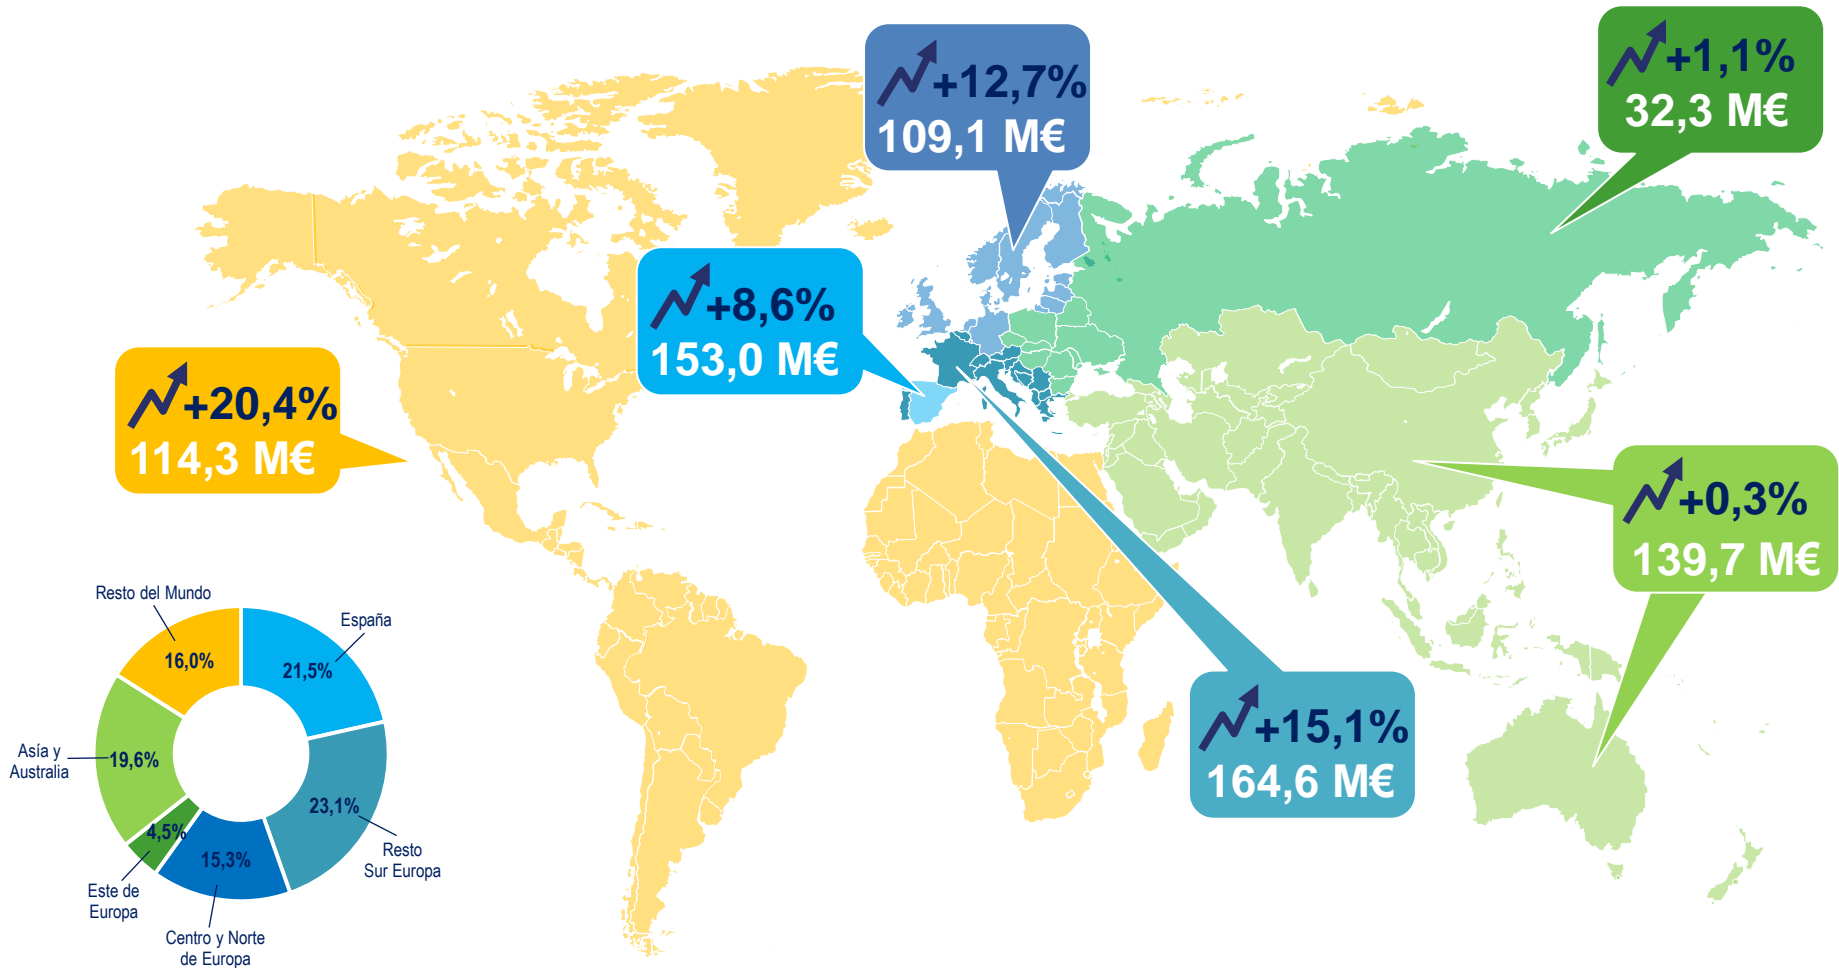 +12,7%
109,1 M€
+1,1%
32,3 M€
+8,6%
153,0 M€
+20,4%
114,3 M€
+0,3%
139,7 M€
+15,1%
164,6 M€
Resto del Mundo
16,0%
España
21,5%
Asía y
Australia
19,6%
23,1%
Resto
Sur Europa
4,5%
Este de
Europa
15,3%
Centro y Norte
de Europa